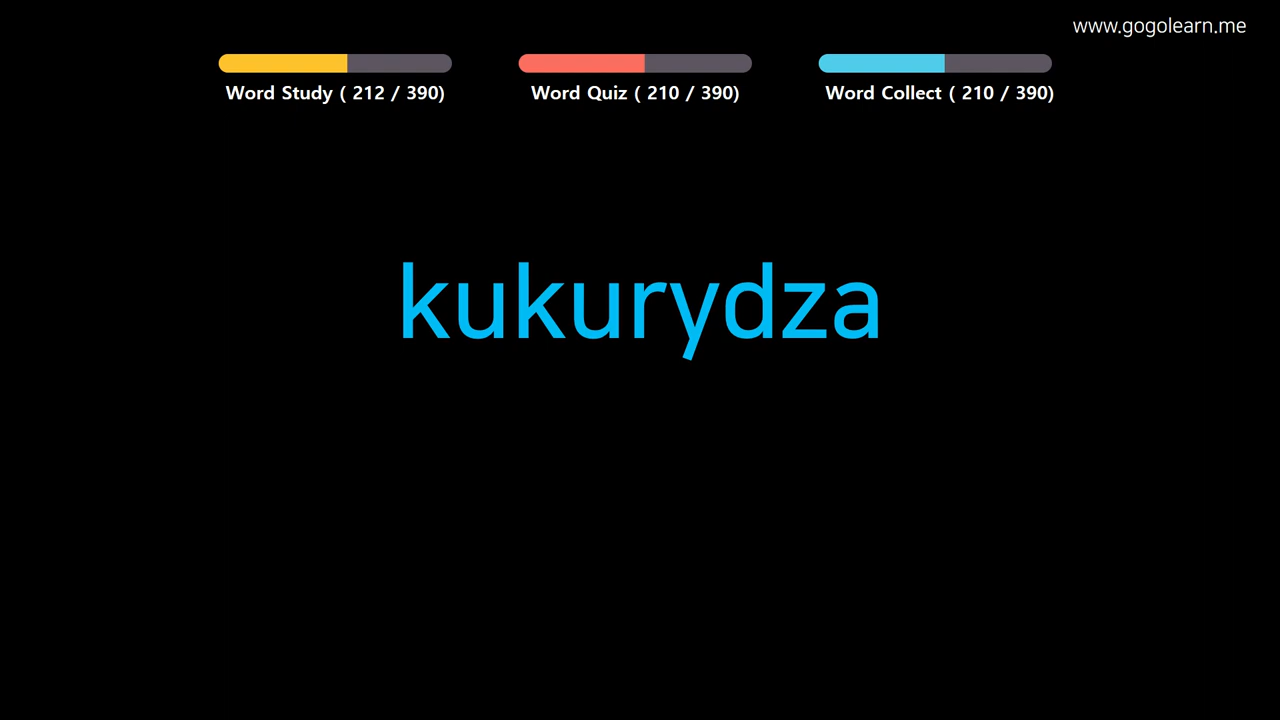 www.gogolearn.me
Word Study ( 212 / 390)
Word Quiz ( 210 / 390)
Word Collect ( 210 / 390)
kukurydza